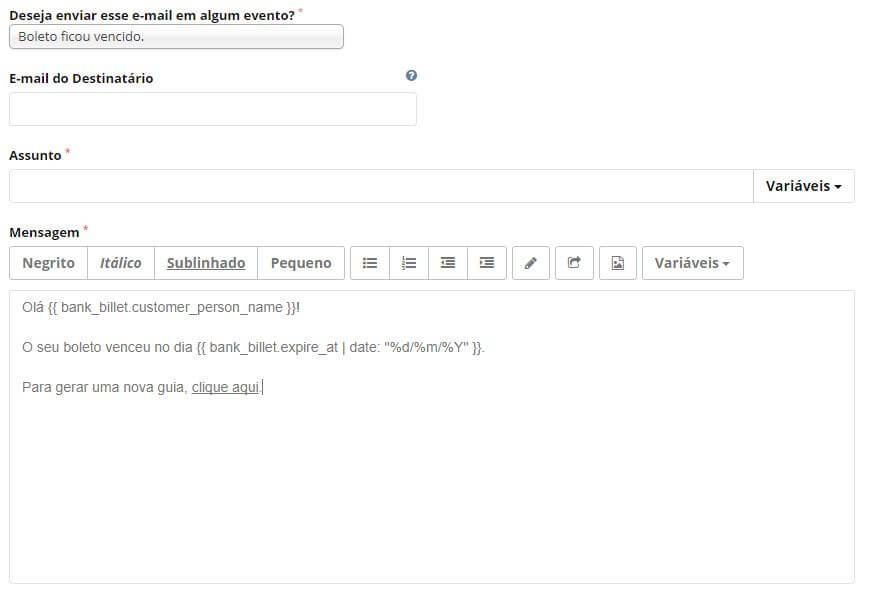 Deseja enviar esse e-mail em algum evento? *
Boleto ficou vencido.
E-mail do Destinatário ?
Assunto *
Variáveis
Mensagem *
Negrito Itálico Sublinhado Pequeno Variáveis
Olá {{ bank_billet.customer_person_name }}!
O seu boleto venceu no dia {{ bank_billet.expire_at | date: "%d/%m/%Y" }}.
Para gerar uma nova guia, clique aqui.